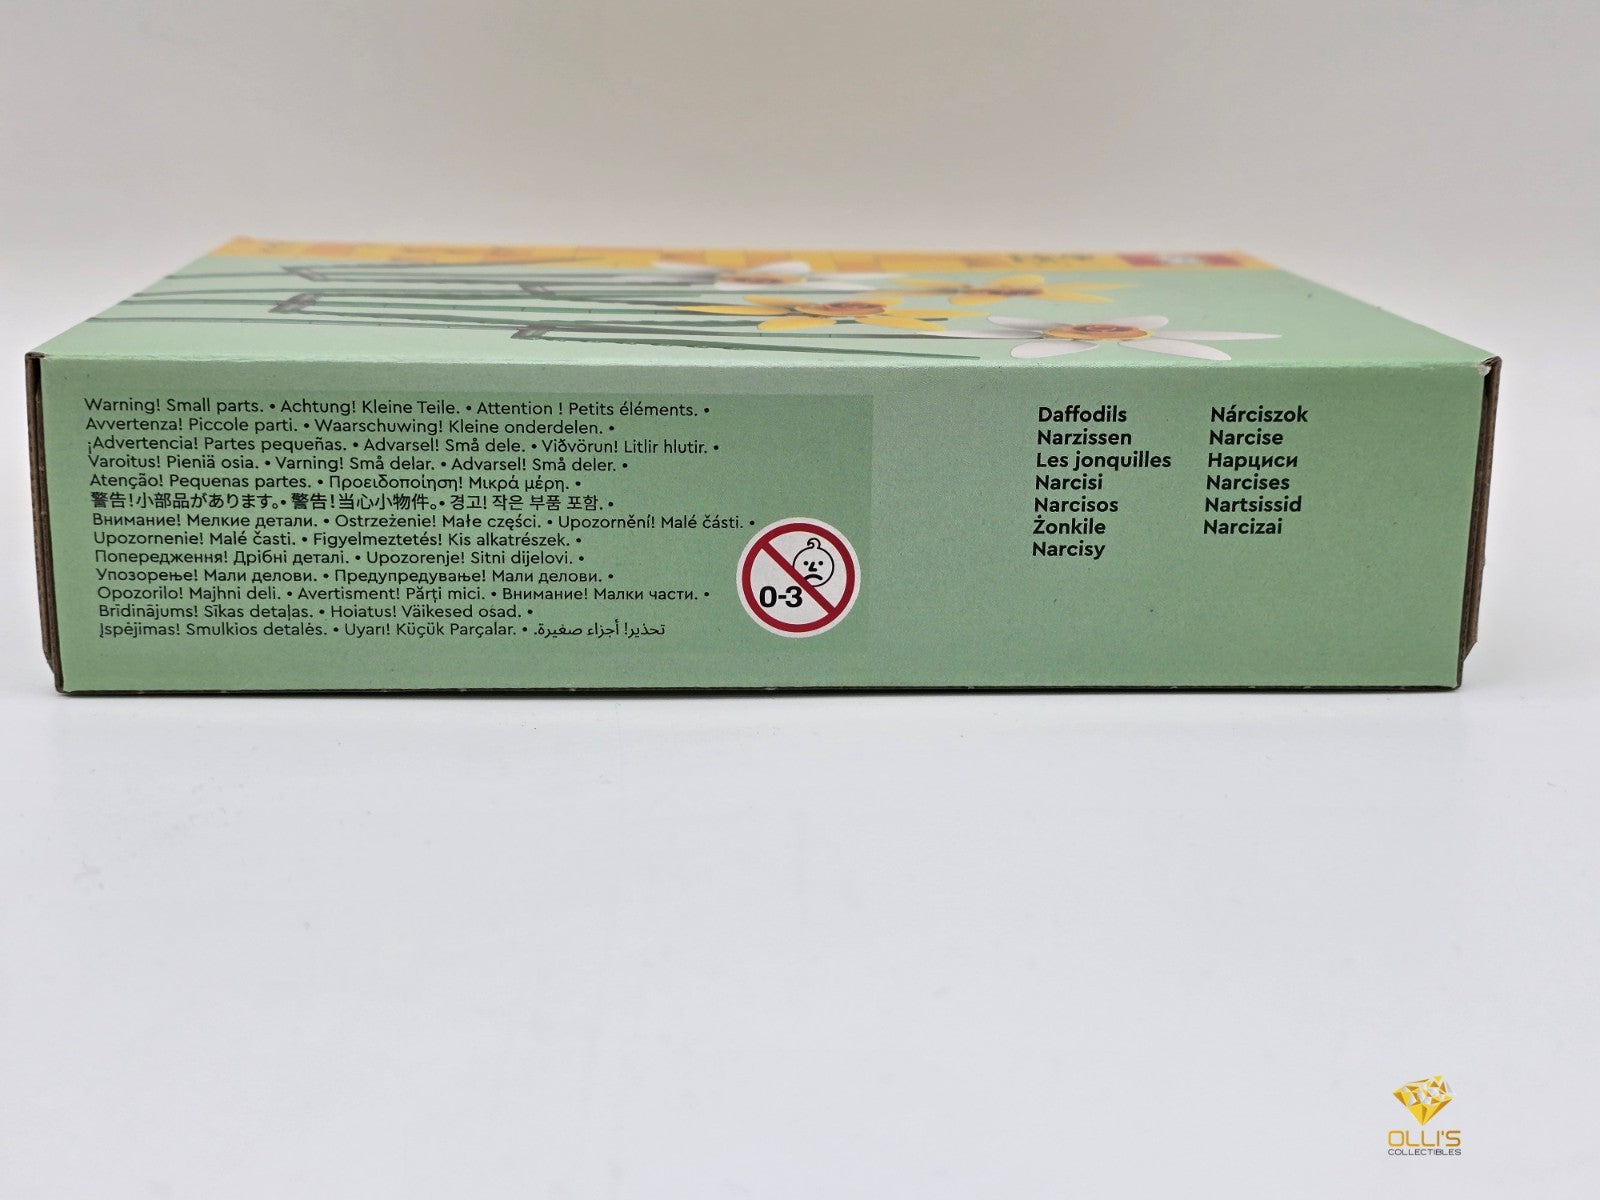 Warning! Small parts. • Achtung! Kleine Teile. • Attention ! Petits éléments. •
Avvertenza! Piccole parti. • Waarschuwing! Kleine onderdelen. •
¡Advertencia! Partes pequeñas. • Advarsel! Små dele. • Viðvörun! Litlir hlutir. •
Varoitus! Pieniä osia. • Varning! Små delar. • Advarsel! Små deler. •
Atenção! Pequenas partes. • Προειδοποίηση! Μικρά μέρη. •
警告!小部品があります。• 警告!当心小物件。• 경고! 작은 부품 포함. •
Внимание! Мелкие детали. • Ostrzeżenie! Małe części. • Upozornění! Malé části. •
Upozornenie! Malé časti. • Figyelmeztetés! Kis alkatrészek. •
Попередження! Дрібні деталі. • Upozorenje! Sitni dijelovi. •
Упозорење! Мали делови. • Предупредување! Мали делови. •
Opozorilo! Majhni deli. • Avertisment! Părți mici. • Внимание! Малки части. •
Brīdinājums! Sīkas detaļas. • Hoiatus! Väikesed osad. •
Įspėjimas! Smulkios detalės. • Uyarı! Küçük Parçalar. • تحذير! أجزاء صغيرة.
0-3
Daffodils
Narzissen
Les jonquilles
Narcisi
Narcisos
Żonkile
Narcisy
Nárciszok
Narcise
Нарциси
Narcises
Nartsissid
Narcizai
OLLI'S
COLLECTIBLES